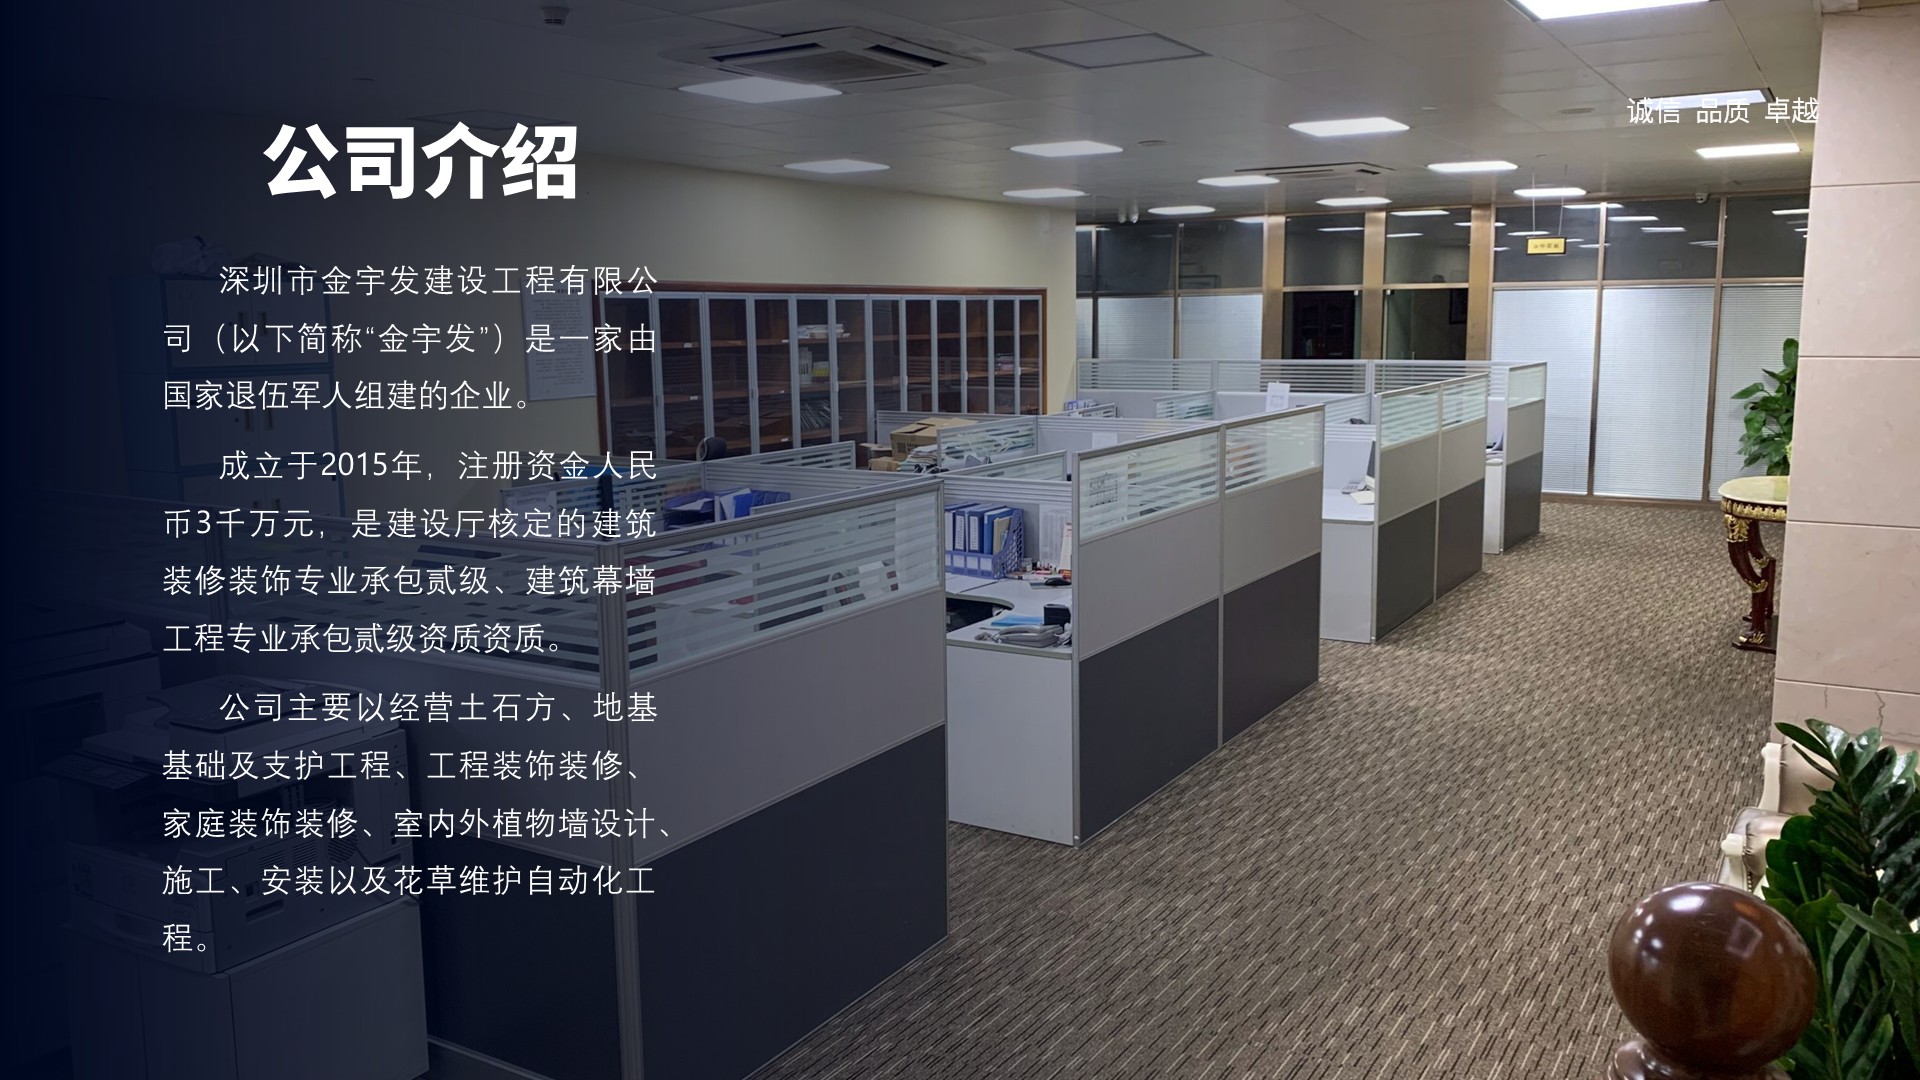 诚信 品质 卓越
公司介绍
深圳市金宇发建设工程有限公
司（以下简称“金宇发”）是一家由
国家退伍军人组建的企业。
成立于2015年，注册资金人民
币3千万元，是建设厅核定的建筑
装修装饰专业承包贰级、建筑幕墙
工程专业承包贰级资质资质。
公司主要以经营土石方、地基
基础及支护工程、工程装饰装修、
家庭装饰装修、室内外植物墙设计、
施工、安装以及花草维护自动化工
程。